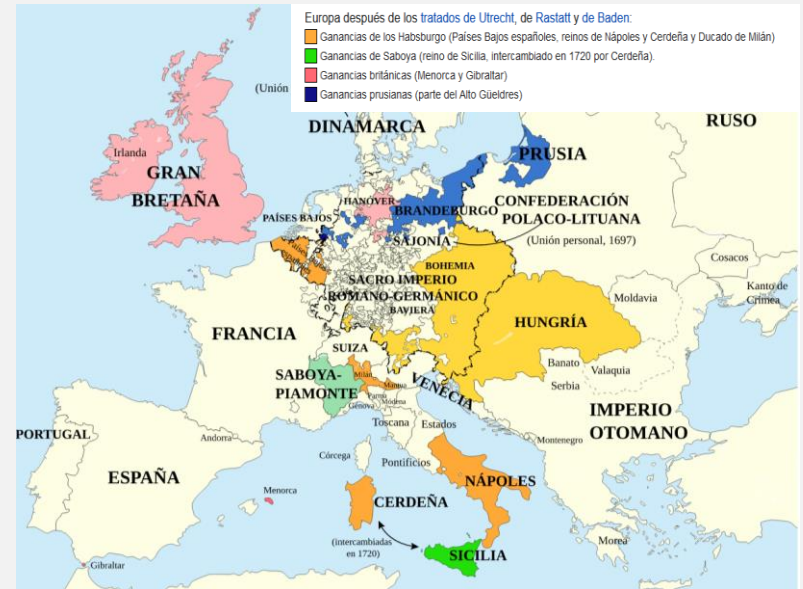 Europa después de los tratados de Utrecht, de Rastatt y de Baden:
Ganancias de los Habsburgo (Países Bajos españoles, reinos de Nápoles y Cerdeña y Ducado de Milán)
Ganancias de Saboya (reino de Sicilia, intercambiado en 1720 por Cerdeña).
Ganancias británicas (Menorca y Gibraltar)
Ganancias prusianas (parte del Alto Güeldres)
(Unión
DINAMARCA
RUSO
Irlanda
GRAN
BRETAÑA
PRUSIA
HANÓVER
PAÍSES BAJOS
BRANDEBURGO
CONFEDERACIÓN
POLACO-LITUANA
(Unión personal, 1697)
SAJONIA
Países Bajos
BOHEMIA
SACRO IMPERIO
ROMANO-GERMÁNICO
BAVIERA
Cosacos
Kanto de
Crimea
Moldavia
HUNGRÍA
FRANCIA
SUIZA
SABOYA-
PIAMONTE
Milán
Mantua
Parma
Módena
Génova
VENECIA
Banato
Valaquia
Serbia
IMPERIO
OTOMANO
Toscana
Estados
Pontificios
Montenegro
PORTUGAL
Andorra
ESPAÑA
Córcega
Menorca
NÁPOLES
CERDEÑA
(intercambiadas
en 1720)
SICILIA
Morea
Gibraltar